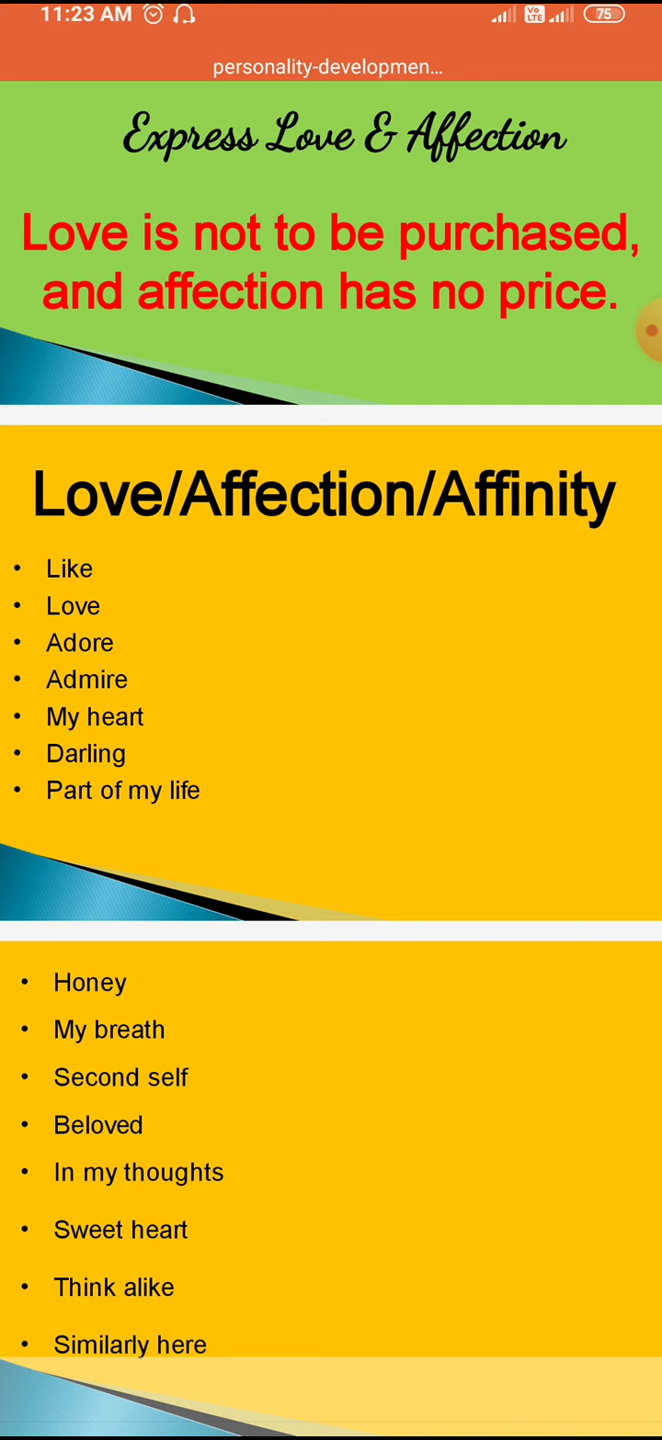 11:23 AM Vo LTE 75
personality-developmen...
Express Love & Affection
Love is not to be purchased,
and affection has no price.
Love/Affection/Affinity
• Like
• Love
• Adore
• Admire
• My heart
• Darling
• Part of my life
• Honey
• My breath
• Second self
• Beloved
• In my thoughts
• Sweet heart
• Think alike
• Similarly here